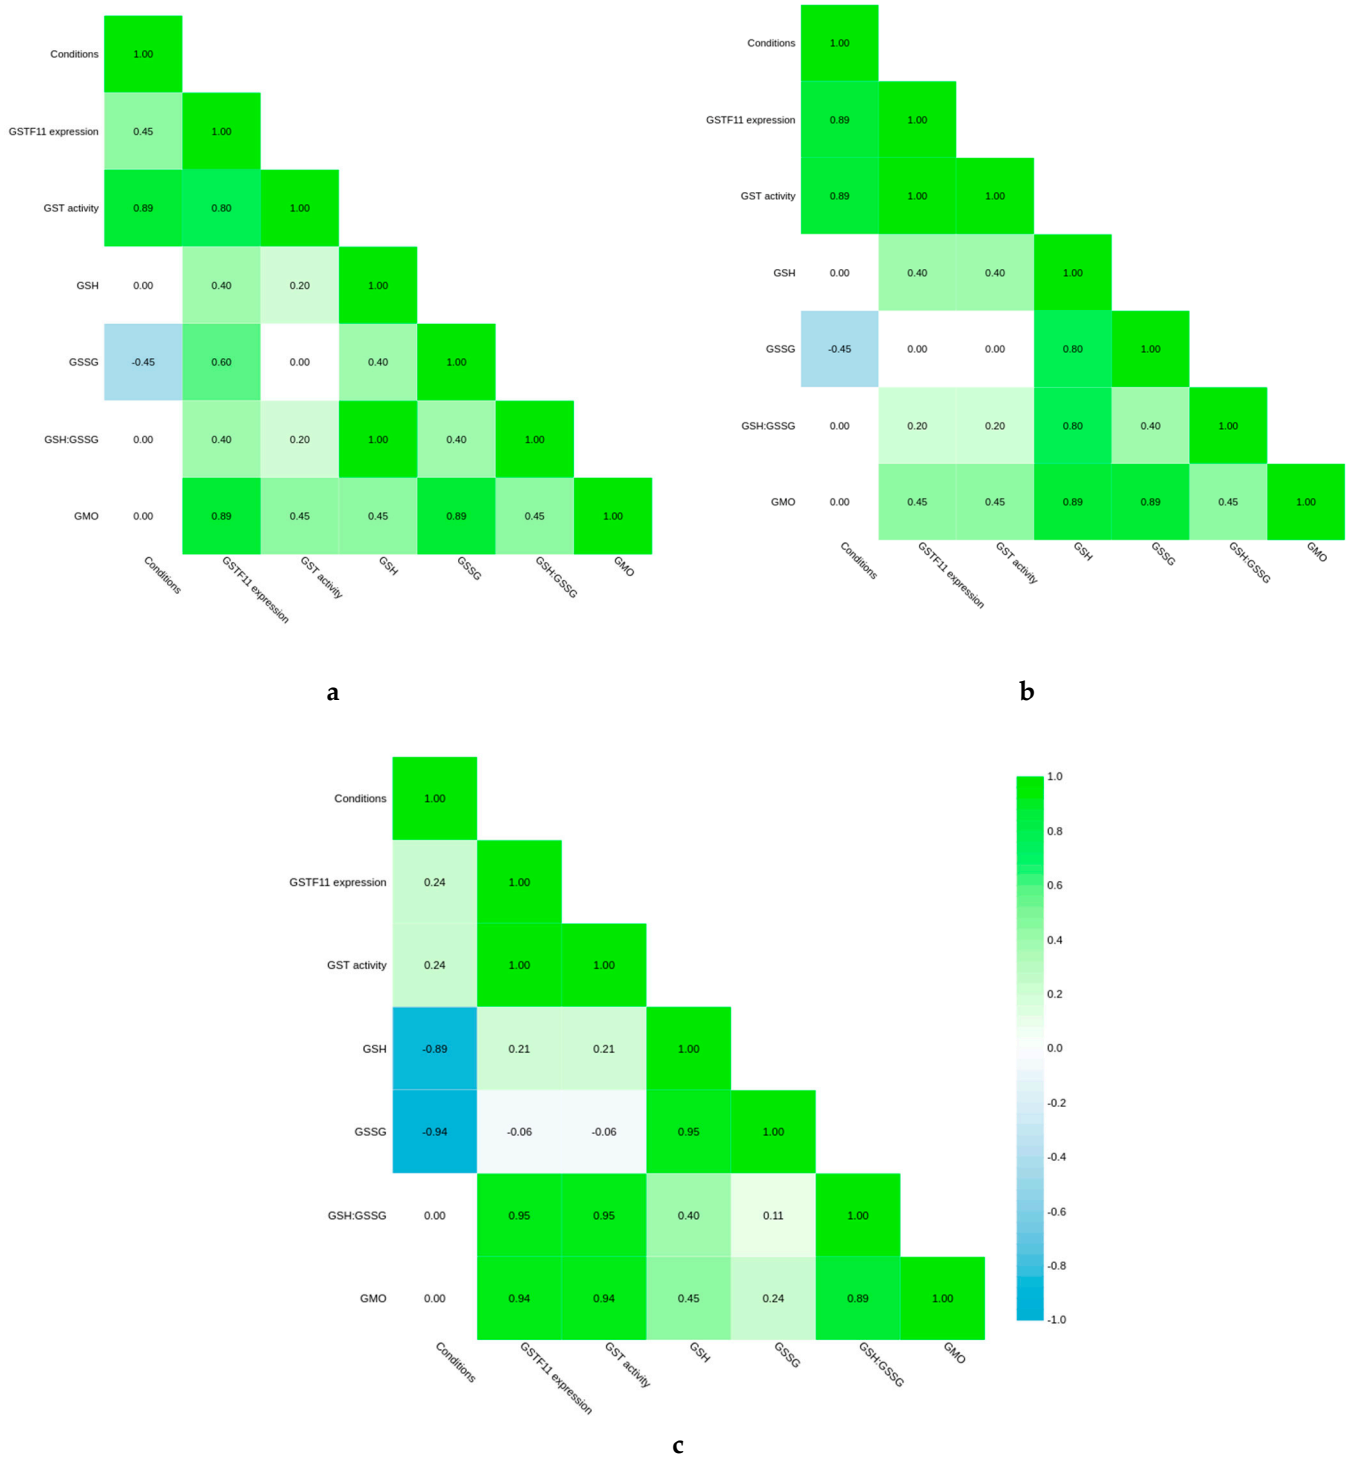 Conditions 1.00
GSTF11 expression 0.45 1.00
GST activity 0.89 0.80 1.00
GSH 0.00 0.40 0.20 1.00
GSSG -0.45 0.60 0.00 0.40 1.00
GSH:GSSG 0.00 0.40 0.20 1.00 0.40 1.00
GMO 0.00 0.89 0.45 0.45 0.89 0.45 1.00
Conditions GSTF11 expression GST activity GSH GSSG GSH:GSSG GMO
a
Conditions 1.00
GSTF11 expression 0.89 1.00
GST activity 0.89 1.00 1.00
GSH 0.00 0.40 0.40 1.00
GSSG -0.45 0.00 0.00 0.80 1.00
GSH:GSSG 0.00 0.20 0.20 0.80 0.40 1.00
GMO 0.00 0.45 0.45 0.89 0.89 0.45 1.00
Conditions GSTF11 expression GST activity GSH GSSG GSH:GSSG GMO
b
Conditions 1.00
GSTF11 expression 0.24 1.00
GST activity 0.24 1.00 1.00
GSH -0.89 0.21 0.21 1.00
GSSG -0.94 -0.06 -0.06 0.95 1.00
GSH:GSSG 0.00 0.95 0.95 0.40 0.11 1.00
GMO 0.00 0.94 0.94 0.45 0.24 0.89 1.00
Conditions GSTF11 expression GST activity GSH GSSG GSH:GSSG GMO
1.0
0.8
0.6
0.4
0.2
0.0
-0.2
-0.4
-0.6
-0.8
-1.0
c